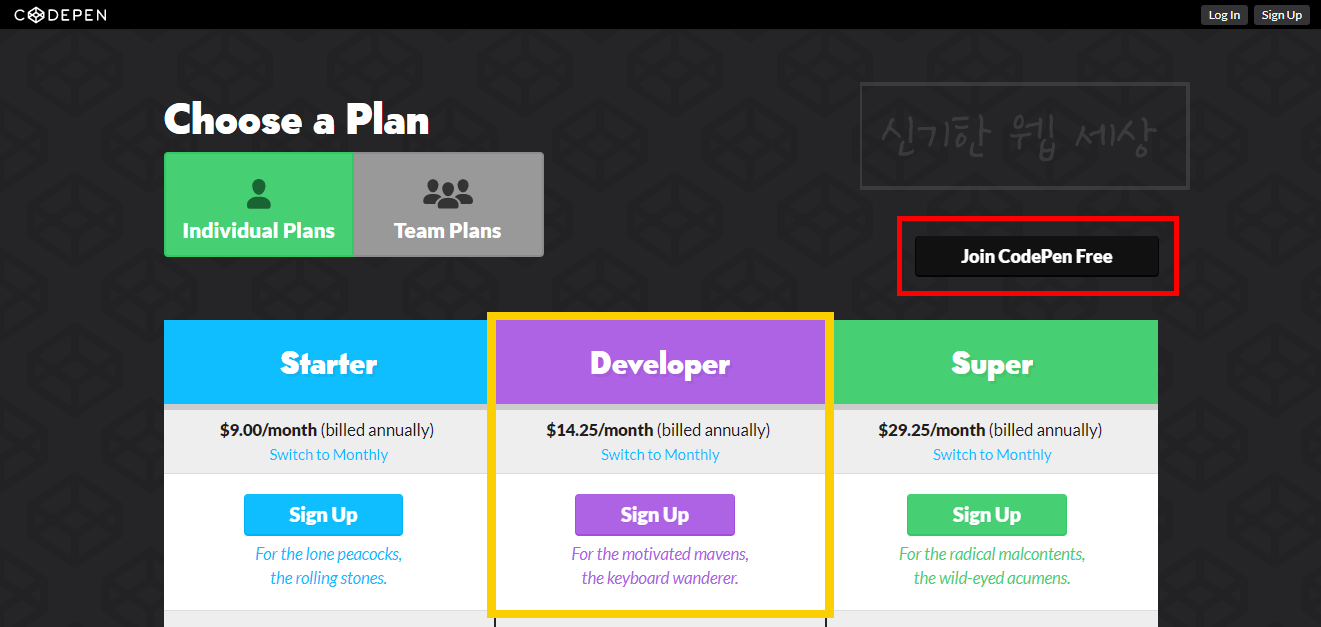 CODEPEN
Log In
Sign Up
Choose a Plan
신기한 웹 세상
Individual Plans
Team Plans
Join CodePen Free
Starter
Developer
Super
$9.00/month (billed annually)
$14.25/month (billed annually)
$29.25/month (billed annually)
Switch to Monthly
Switch to Monthly
Switch to Monthly
Sign Up
Sign Up
Sign Up
For the lone peacocks,
the rolling stones.
For the motivated mavens,
the keyboard wanderer.
For the radical malcontents,
the wild-eyed acumens.